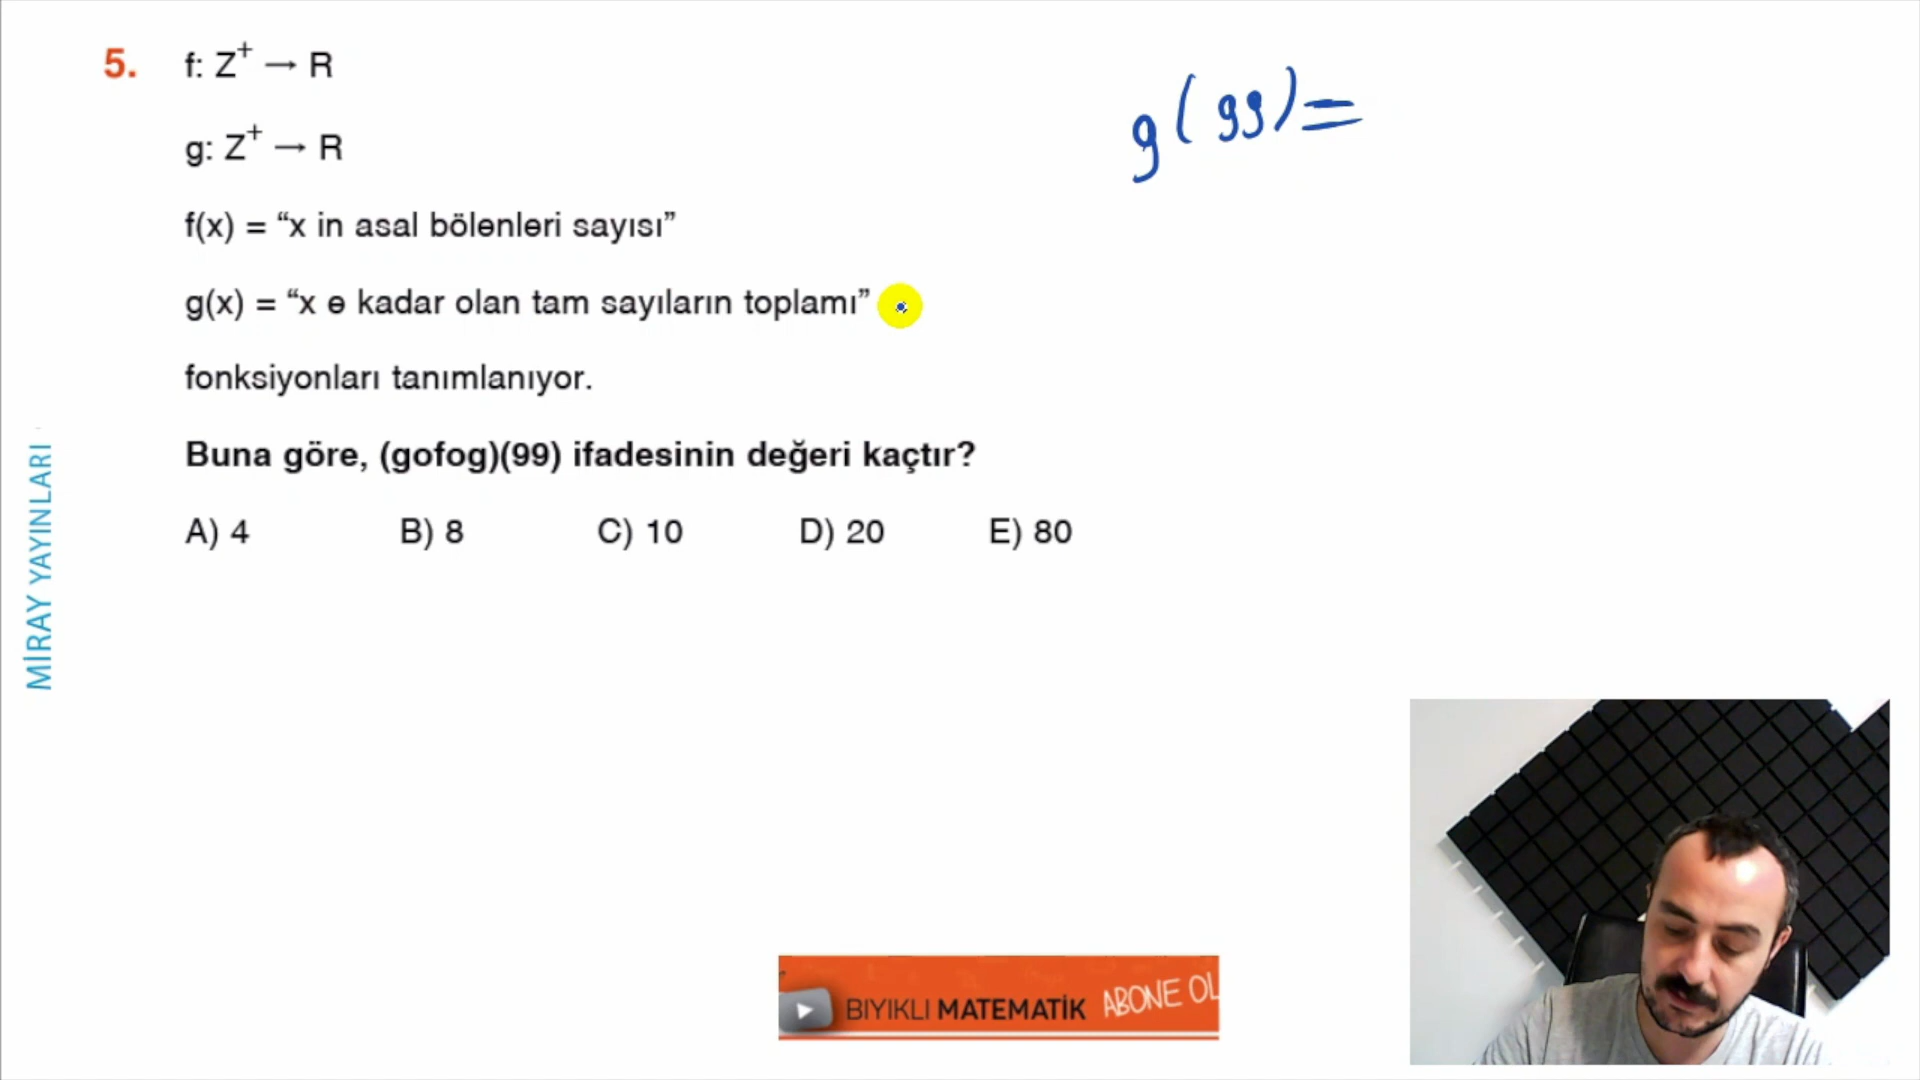 5. f: Z⁺ → R
g: Z⁺ → R
f(x) = “x in asal bölenleri sayısı”
g(x) = “x e kadar olan tam sayıların toplamı”
fonksiyonları tanımlanıyor.
Buna göre, (gofog)(99) ifadesinin değeri kaçtır?
A) 4 B) 8 C) 10 D) 20 E) 80
g(99)=
MİRAY YAYINLARI
BIYIKLI MATEMATİK ABONE OL